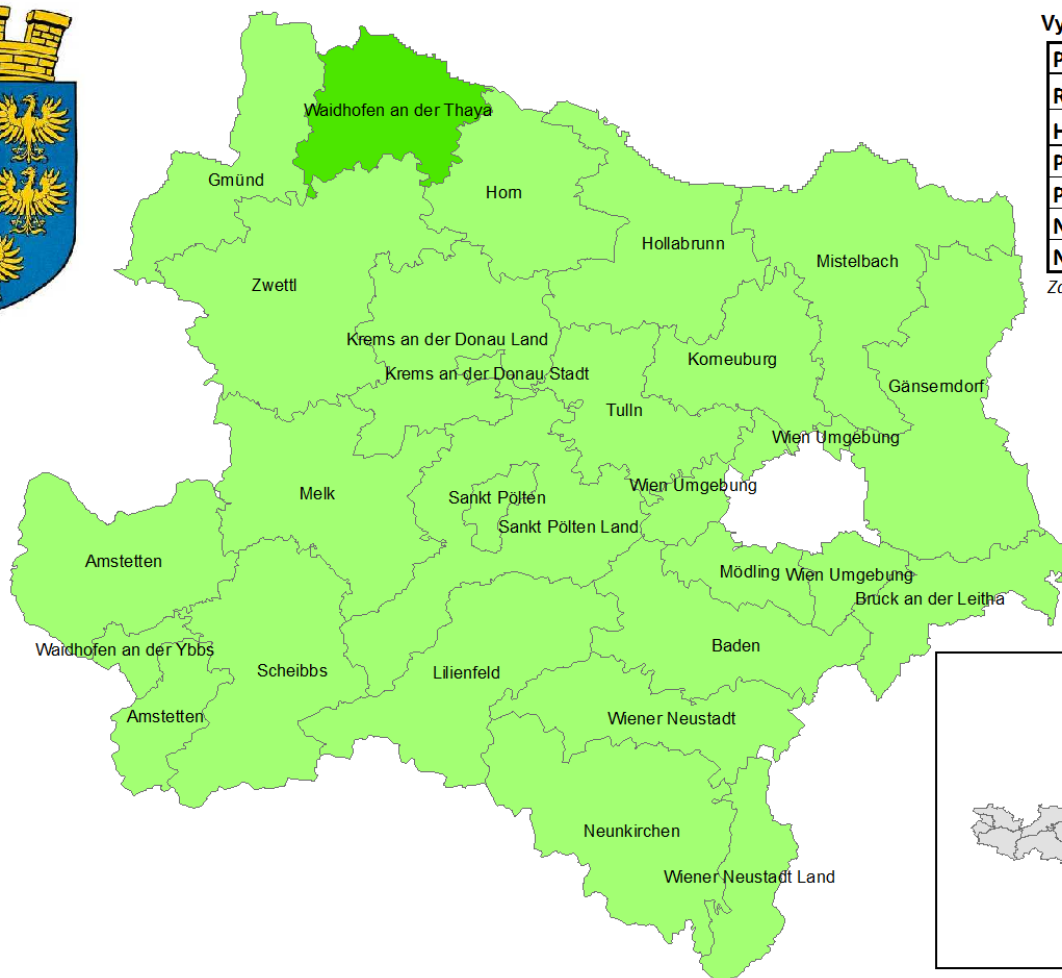 Vy
P
R
H
P
P
N
N
Waidhofen an der Thaya
Gmünd
Horn
Hollabrunn
Mistelbach
Zwettl
Krems an der Donau Land
Korneuburg
Krems an der Donau Stadt
Gänserndorf
Tulln
Wien Umgebung
Wien Umgebung
Melk
Sankt Pölten
Sankt Pölten Land
Amstetten
Mödling
Wien Umgebung
Bruck an der Leitha
Waidhofen an der Ybbs
Baden
Scheibbs
Lilienfeld
Amstetten
Wiener Neustadt
Neunkirchen
Wiener Neustadt Land